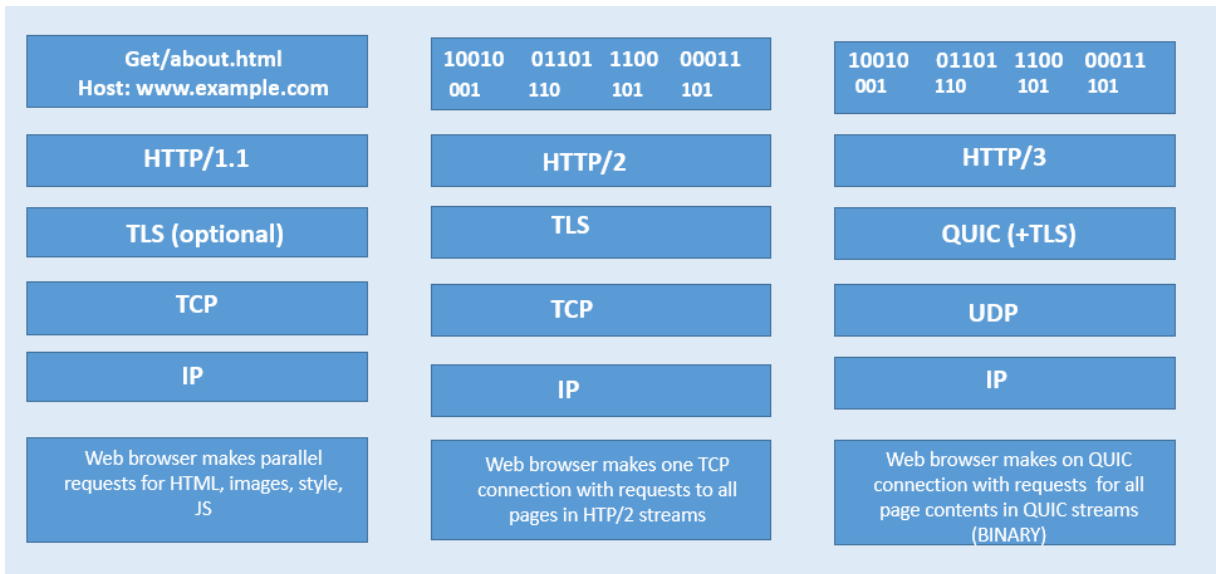 Get/about.html
Host: www.example.com
HTTP/1.1
TLS (optional)
TCP
IP
Web browser makes parallel
requests for HTML, images, style,
JS
10010 01101 1100 00011
001 110 101 101
HTTP/2
TLS
TCP
IP
Web browser makes one TCP
connection with requests to all
pages in HTP/2 streams
10010 01101 1100 00011
001 110 101 101
HTTP/3
QUIC (+TLS)
UDP
IP
Web browser makes on QUIC
connection with requests for all
page contents in QUIC streams
(BINARY)